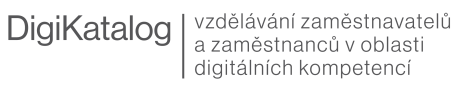 DigiKatalog
vzdělávání zaměstnavatelů
a zaměstnanců v oblasti
digitálních kompetencí